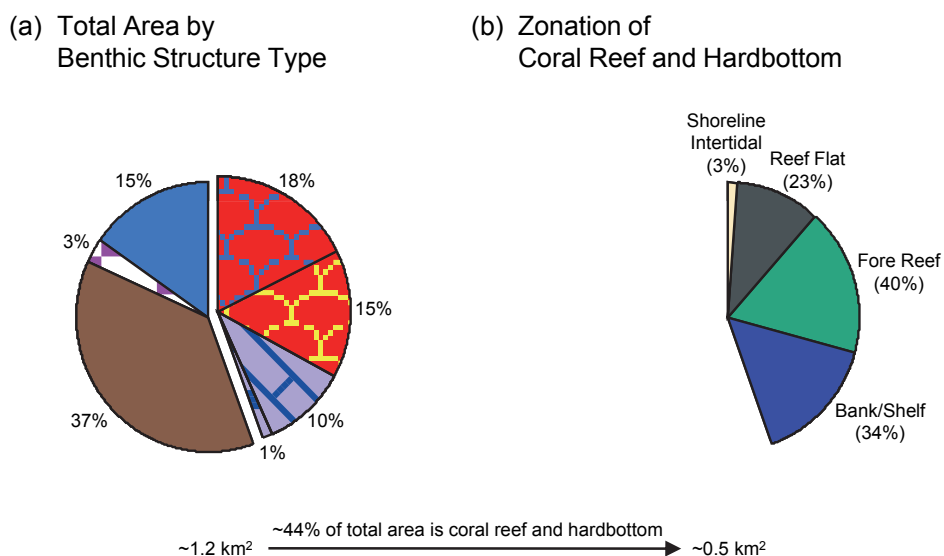 (a) Total Area by
Benthic Structure Type
(b) Zonation of
Coral Reef and Hardbottom
15%
18%
3%
15%
37%
10%
1%
Shoreline
Intertidal
(3%)
Reef Flat
(23%)
Fore Reef
(40%)
Bank/Shelf
(34%)
~1.2 km²
~44% of total area is coral reef and hardbottom
~0.5 km²